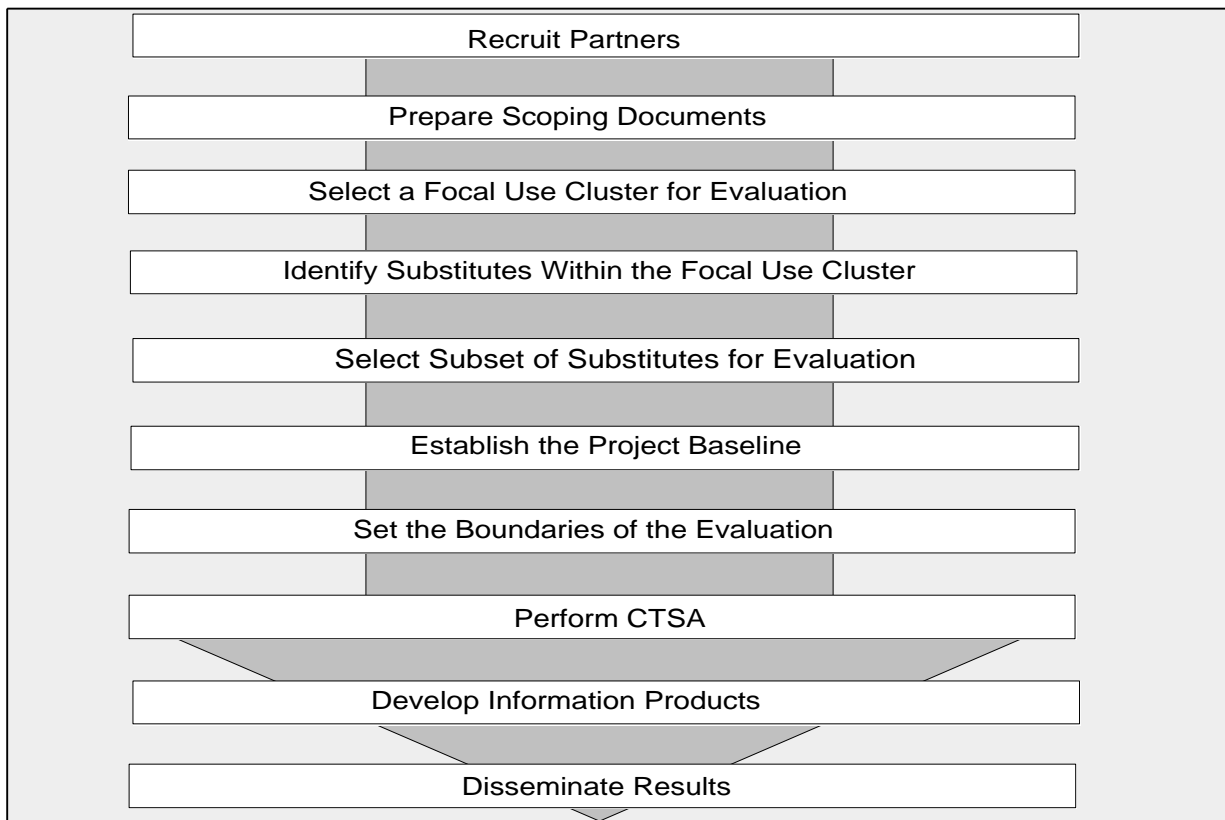 Recruit Partners
Prepare Scoping Documents
Select a Focal Use Cluster for Evaluation
Identify Substitutes Within the Focal Use Cluster
Select Subset of Substitutes for Evaluation
Establish the Project Baseline
Set the Boundaries of the Evaluation
Perform CTSA
Develop Information Products
Disseminate Results